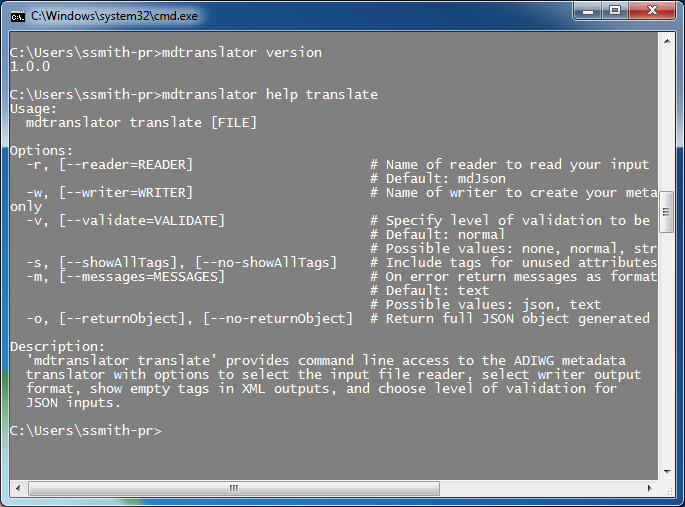 C:\Windows\system32\cmd.exe
C:\Users\ssmith-pr>mdtranslator version
1.0.0
C:\Users\ssmith-pr>mdtranslator help translate
Usage:
  mdtranslator translate [FILE]
Options:
  -r, [--reader=READER]                      # Name of reader to read your input
                                             # Default: mdJson
  -w, [--writer=WRITER]                      # Name of writer to create your meta
only
  -v, [--validate=VALIDATE]                  # Specify level of validation to be
                                             # Default: normal
                                             # Possible values: none, normal, str
  -s, [--showAllTags], [--no-showAllTags]    # Include tags for unused attributes
  -m, [--messages=MESSAGES]                  # On error return messages as format
                                             # Default: text
                                             # Possible values: json, text
  -o, [--returnObject], [--no-returnObject]  # Return full JSON object generated
Description:
  'mdtranslator translate' provides command line access to the ADIWG metadata
  translator with options to select the input file reader, select writer output
  format, show empty tags in XML outputs, and choose level of validation for
  JSON inputs.
C:\Users\ssmith-pr>